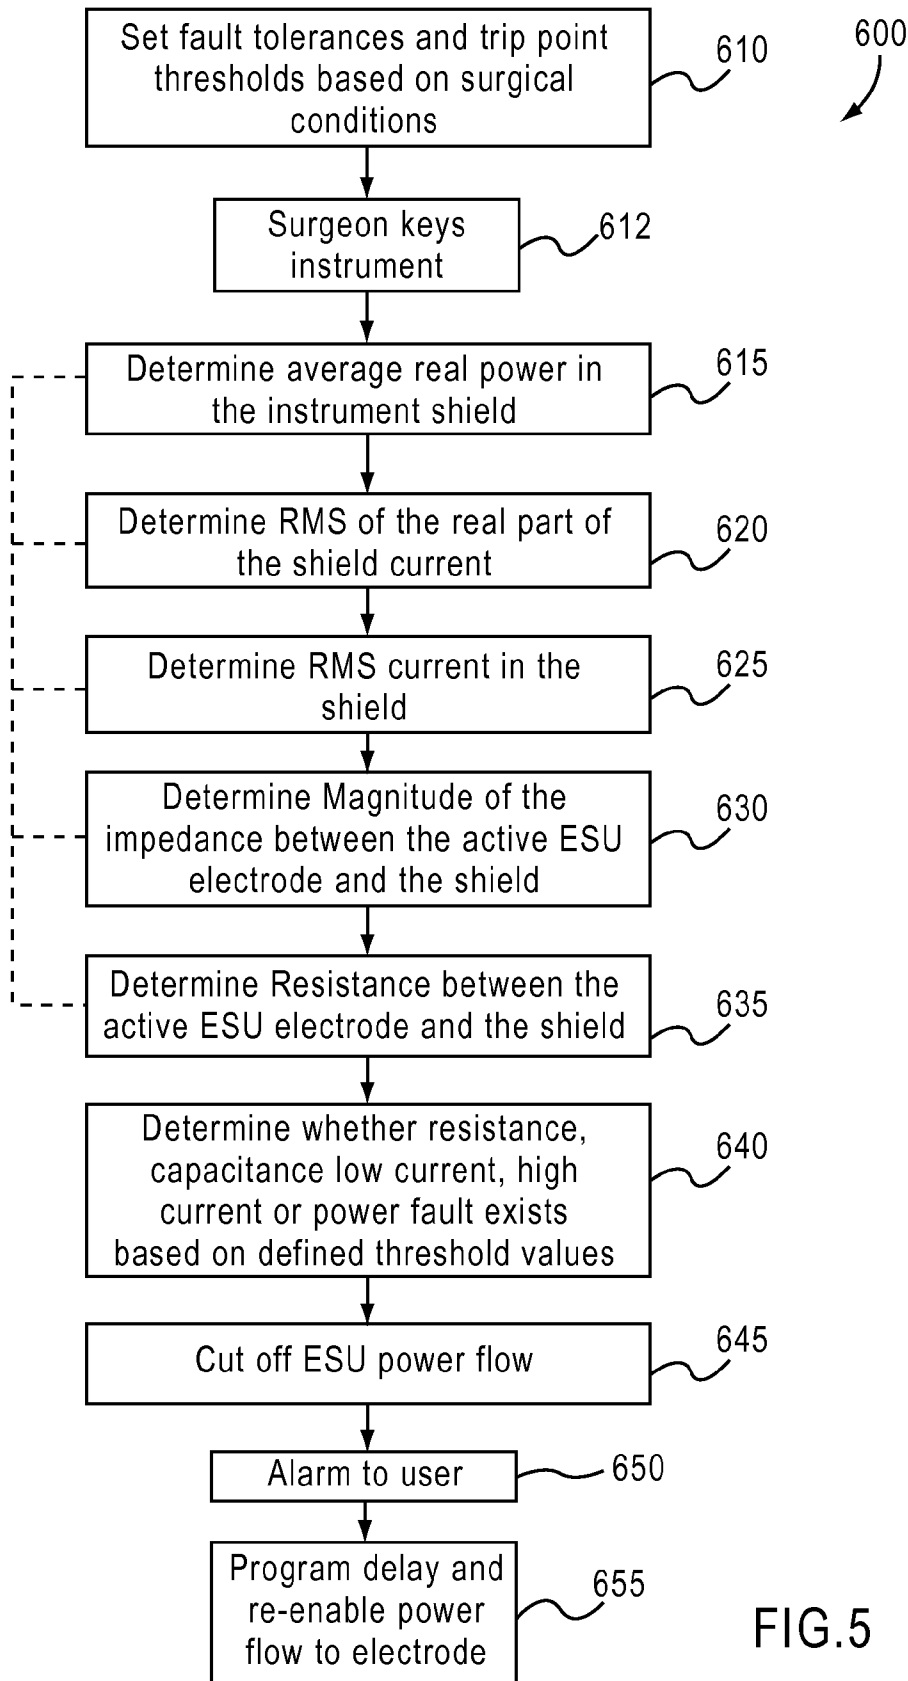 Set fault tolerances and trip point
thresholds based on surgical
conditions
610
600
Surgeon keys
instrument
612
Determine average real power in
the instrument shield
615
Determine RMS of the real part of
the shield current
620
Determine RMS current in the
shield
625
Determine Magnitude of the
impedance between the active ESU
electrode and the shield
630
Determine Resistance between the
active ESU electrode and the shield
635
Determine whether resistance,
capacitance low current, high
current or power fault exists
based on defined threshold values
640
Cut off ESU power flow
645
Alarm to user
650
Program delay and
re-enable power
flow to electrode
655
FIG.5